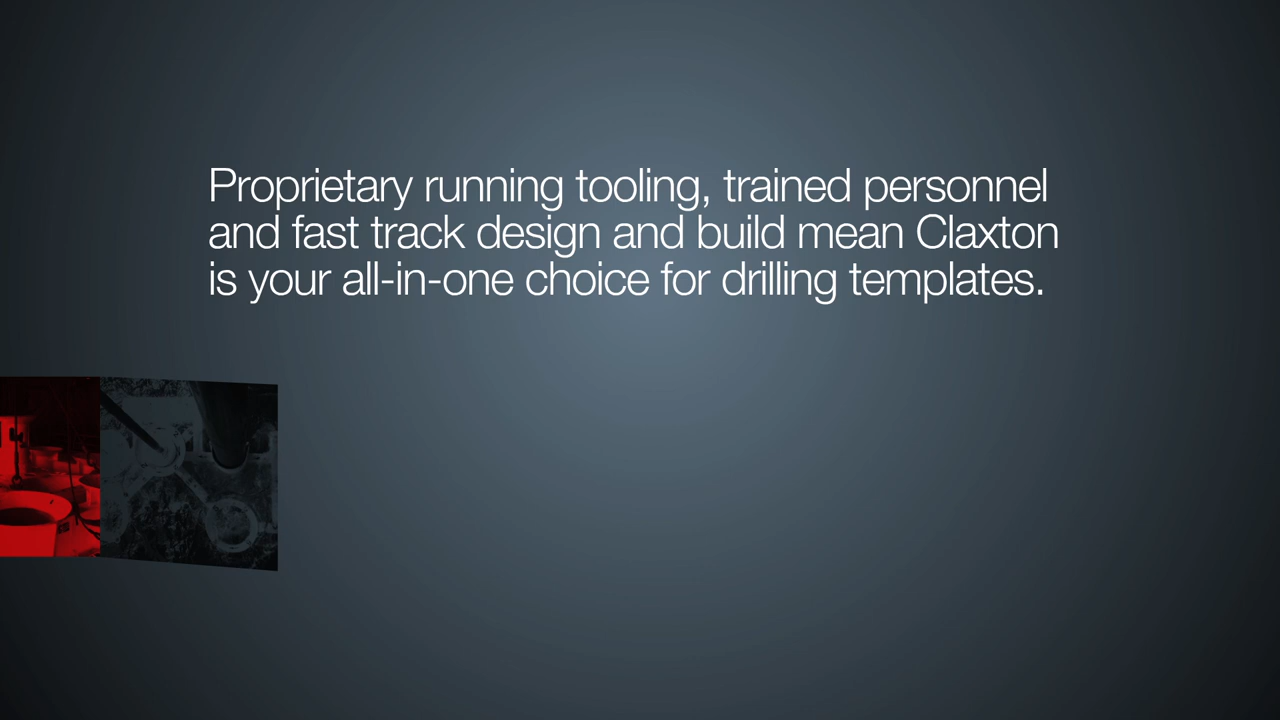 Proprietary running tooling, trained personnel
and fast track design and build mean Claxton
is your all-in-one choice for drilling templates.